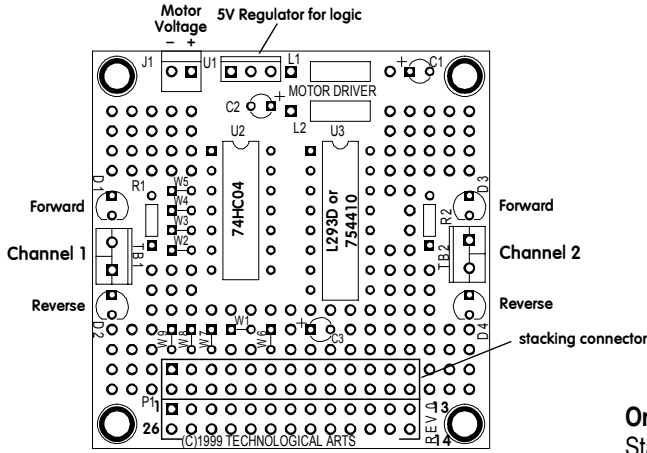 Motor
Voltage
5V Regulator for logic
− +
J1
U1
L1
C1
+
MOTOR DRIVER
C2
+
L2
U2
U3
D1
R1
W5
W4
W3
W2
74HC04
L293D or
754410
D3
R2
Forward
Forward
Channel 1
TB1
TB2
Channel 2
Reverse
Reverse
D2
D4
W6
W8
W7
W1
W9
+
C3
stacking connector
P1
1
13
26
14
REV 0
(C)1999 TECHNOLOGICAL ARTS